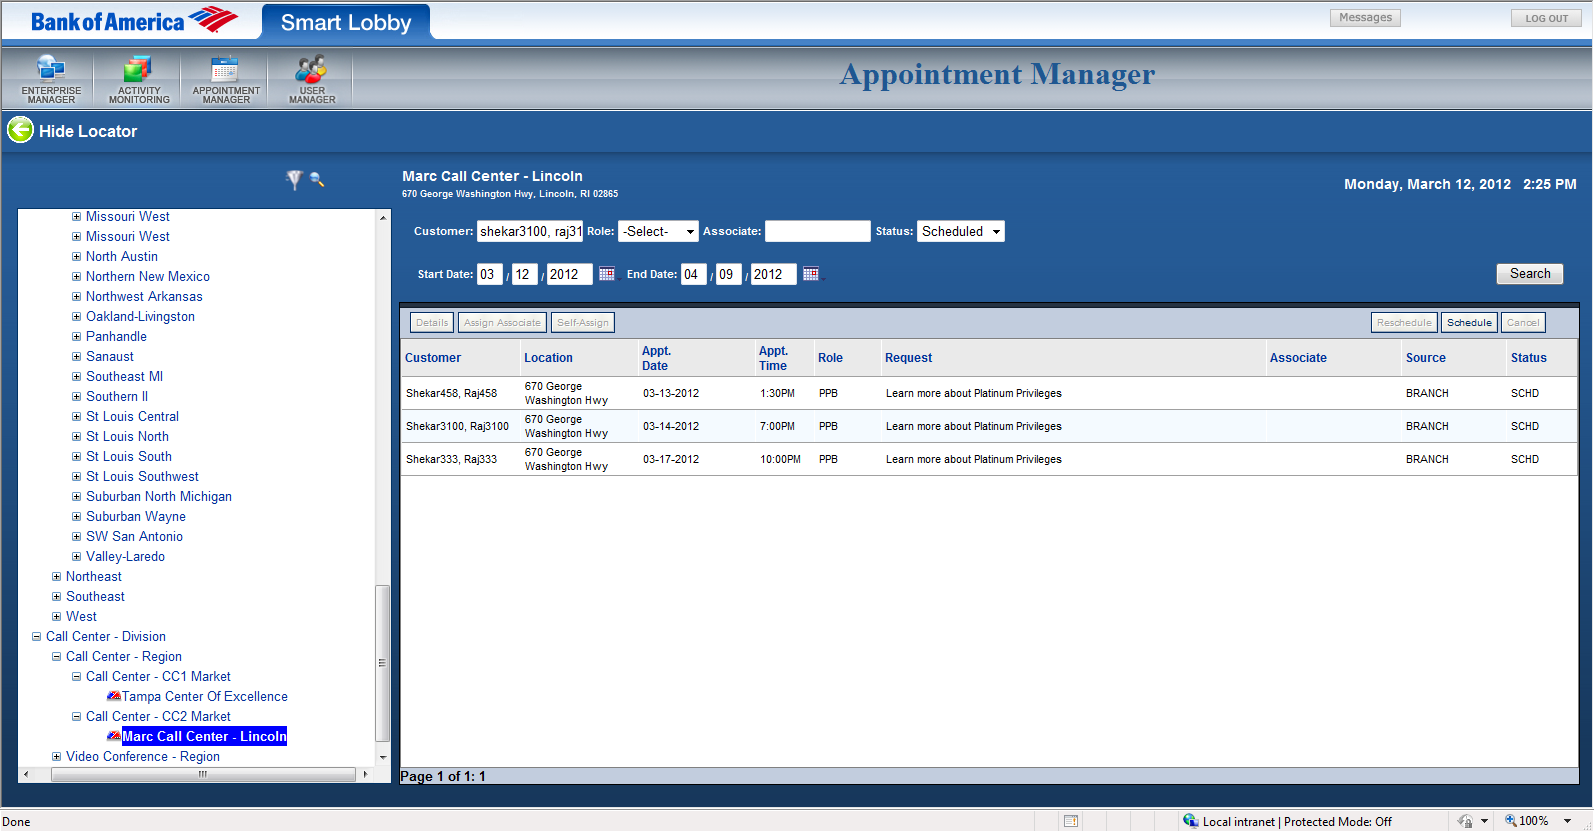 Bank of America
Smart Lobby
Messages
LOG OUT
ENTERPRISE
MANAGER
ACTIVITY
MONITORING
APPOINTMENT
MANAGER
USER
MANAGER
Appointment Manager
Hide Locator
Missouri West
Missouri West
North Austin
Northern New Mexico
Northwest Arkansas
Oakland-Livingston
Panhandle
Sanaust
Southeast MI
Southern Il
St Louis Central
St Louis North
St Louis South
St Louis Southwest
Suburban North Michigan
Suburban Wayne
SW San Antonio
Valley-Laredo
Northeast
Southeast
West
Call Center - Division
Call Center - Region
Call Center - CC1 Market
Tampa Center Of Excellence
Call Center - CC2 Market
Marc Call Center - Lincoln
Video Conference - Region
Marc Call Center - Lincoln
670 George Washington Hwy, Lincoln, RI 02865
Monday, March 12, 2012 2:25 PM
Customer: shekar3100, raj31 Role: -Select- Associate: Status: Scheduled
Start Date: 03 / 12 / 2012 End Date: 04 / 09 / 2012 Search
Details Assign Associate Self-Assign Reschedule Schedule Cancel
Customer Location Appt. Date Appt. Time Role Request Associate Source Status
Shekar458, Raj458 670 George Washington Hwy 03-13-2012 1:30PM PPB Learn more about Platinum Privileges BRANCH SCHD
Shekar3100, Raj3100 670 George Washington Hwy 03-14-2012 7:00PM PPB Learn more about Platinum Privileges BRANCH SCHD
Shekar333, Raj333 670 George Washington Hwy 03-17-2012 10:00PM PPB Learn more about Platinum Privileges BRANCH SCHD
Page 1 of 1: 1
Done Local intranet | Protected Mode: Off 100%